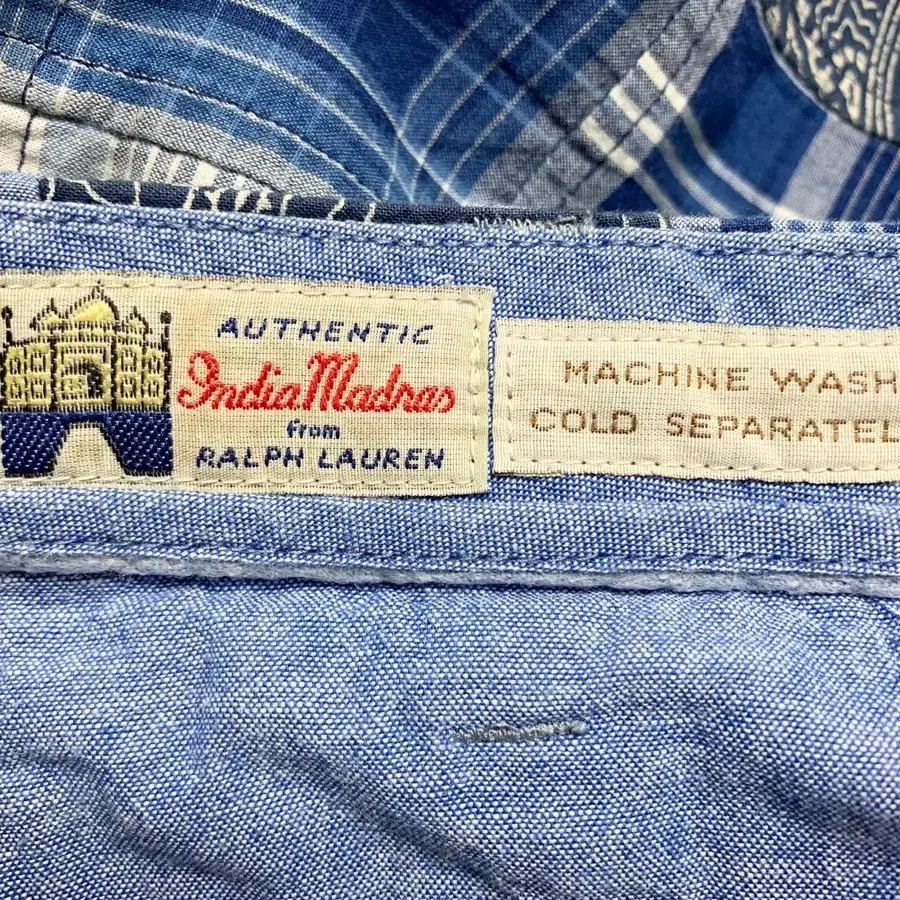 AUTHENTIC
India Madras
from
RALPH LAUREN
MACHINE WASH
COLD SEPARATEL